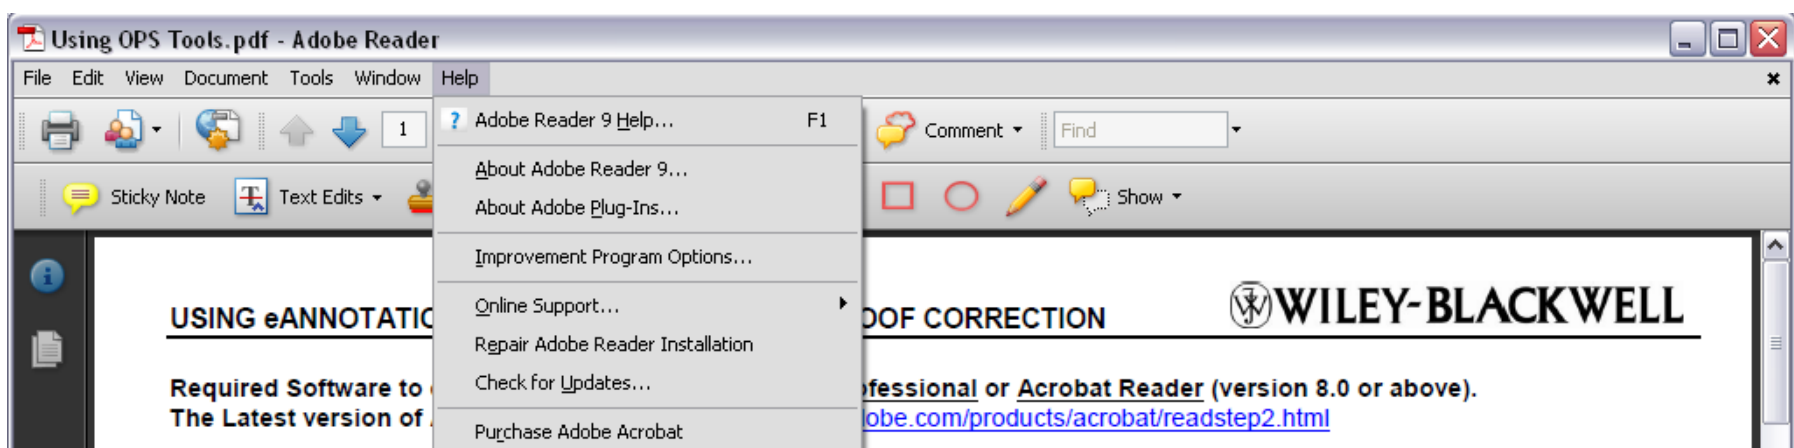 Using OPS Tools.pdf - Adobe Reader
File Edit View Document Tools Window Help
1
Adobe Reader 9 Help... F1
Comment
Find
About Adobe Reader 9...
Sticky Note Text Edits
Show
About Adobe Plug-Ins...
Improvement Program Options...
Online Support...
Repair Adobe Reader Installation
Check for Updates...
Purchase Adobe Acrobat
WILEY-BLACKWELL
USING eANNOTATIO OOF CORRECTION
Required Software to ofessional or Acrobat Reader (version 8.0 or above).
The Latest version of dobe.com/products/acrobat/readstep2.html